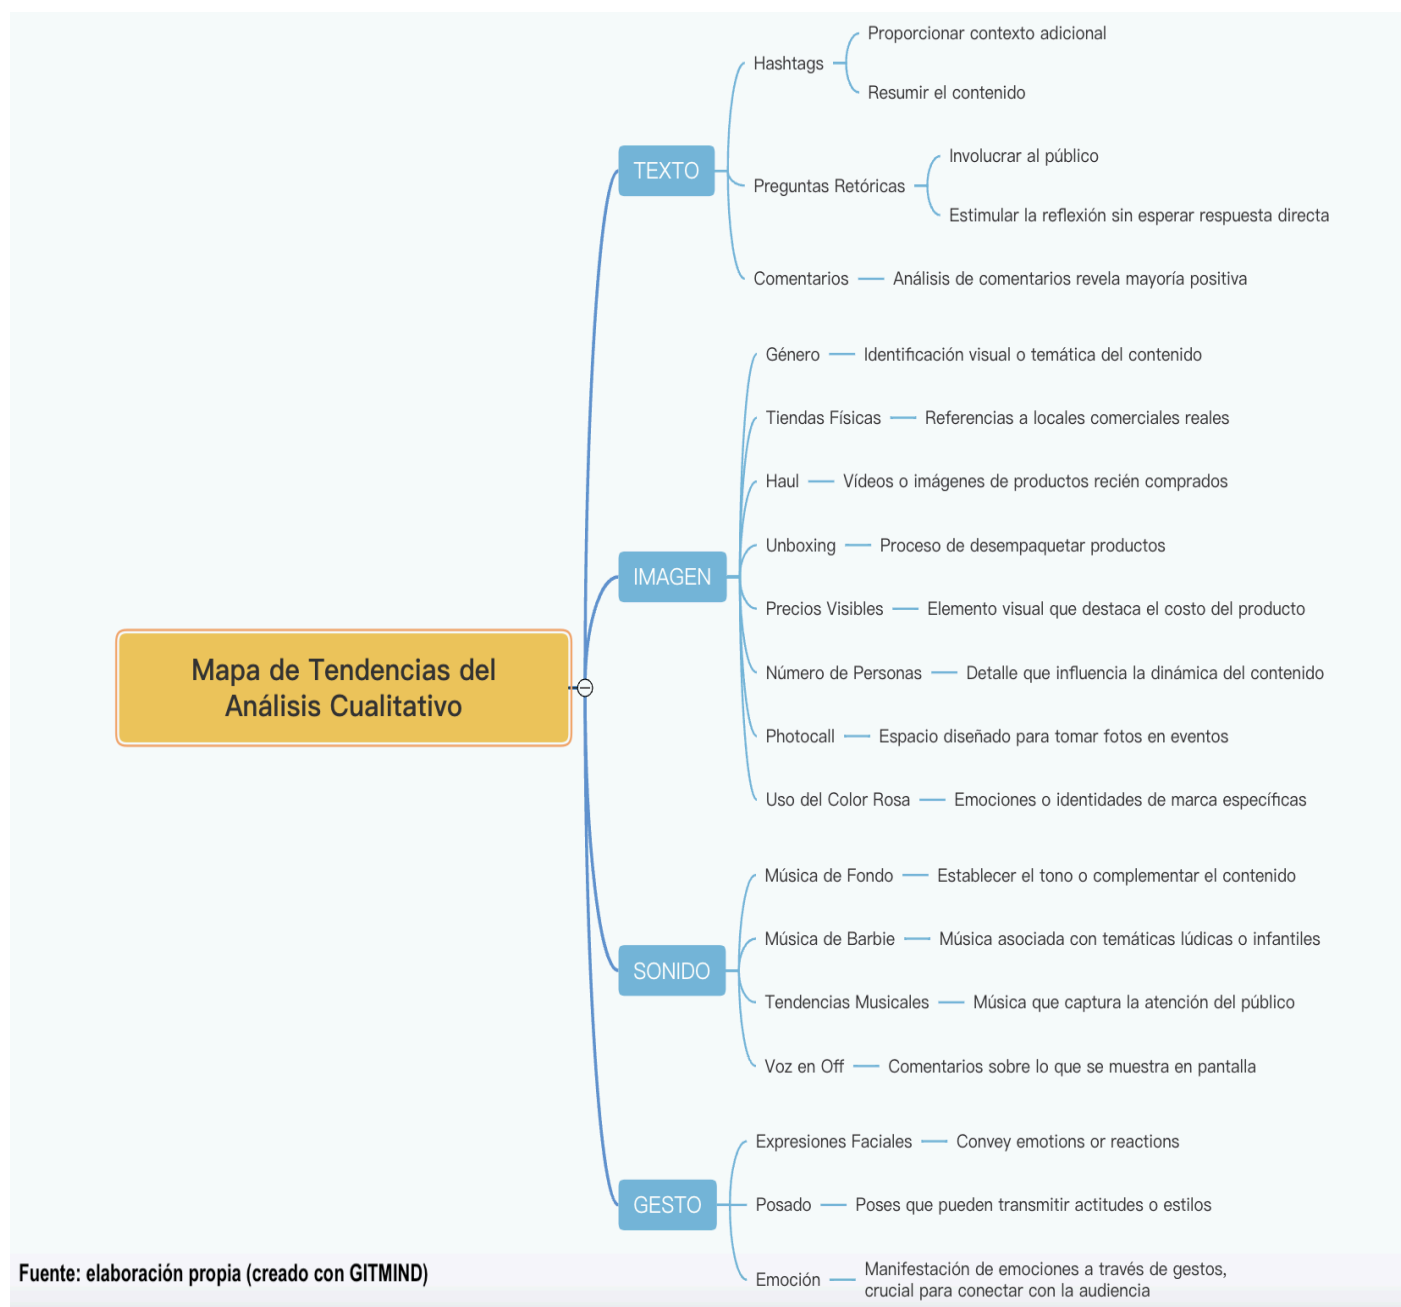 Mapa de Tendencias del
Análisis Cualitativo
TEXTO
Hashtags
Proporcionar contexto adicional
Resumir el contenido
Preguntas Retóricas
Involucrar al público
Estimular la reflexión sin esperar respuesta directa
Comentarios
Análisis de comentarios revela mayoría positiva
IMAGEN
Género
Identificación visual o temática del contenido
Tiendas Físicas
Referencias a locales comerciales reales
Haul
Vídeos o imágenes de productos recién comprados
Unboxing
Proceso de desempaquetar productos
Precios Visibles
Elemento visual que destaca el costo del producto
Número de Personas
Detalle que influencia la dinámica del contenido
Photocall
Espacio diseñado para tomar fotos en eventos
Uso del Color Rosa
Emociones o identidades de marca específicas
SONIDO
Música de Fondo
Establecer el tono o complementar el contenido
Música de Barbie
Música asociada con temáticas lúdicas o infantiles
Tendencias Musicales
Música que captura la atención del público
Voz en Off
Comentarios sobre lo que se muestra en pantalla
GESTO
Expresiones Faciales
Convey emotions or reactions
Posado
Poses que pueden transmitir actitudes o estilos
Emoción
Manifestación de emociones a través de gestos,
crucial para conectar con la audiencia
Fuente: elaboración propia (creado con GITMIND)